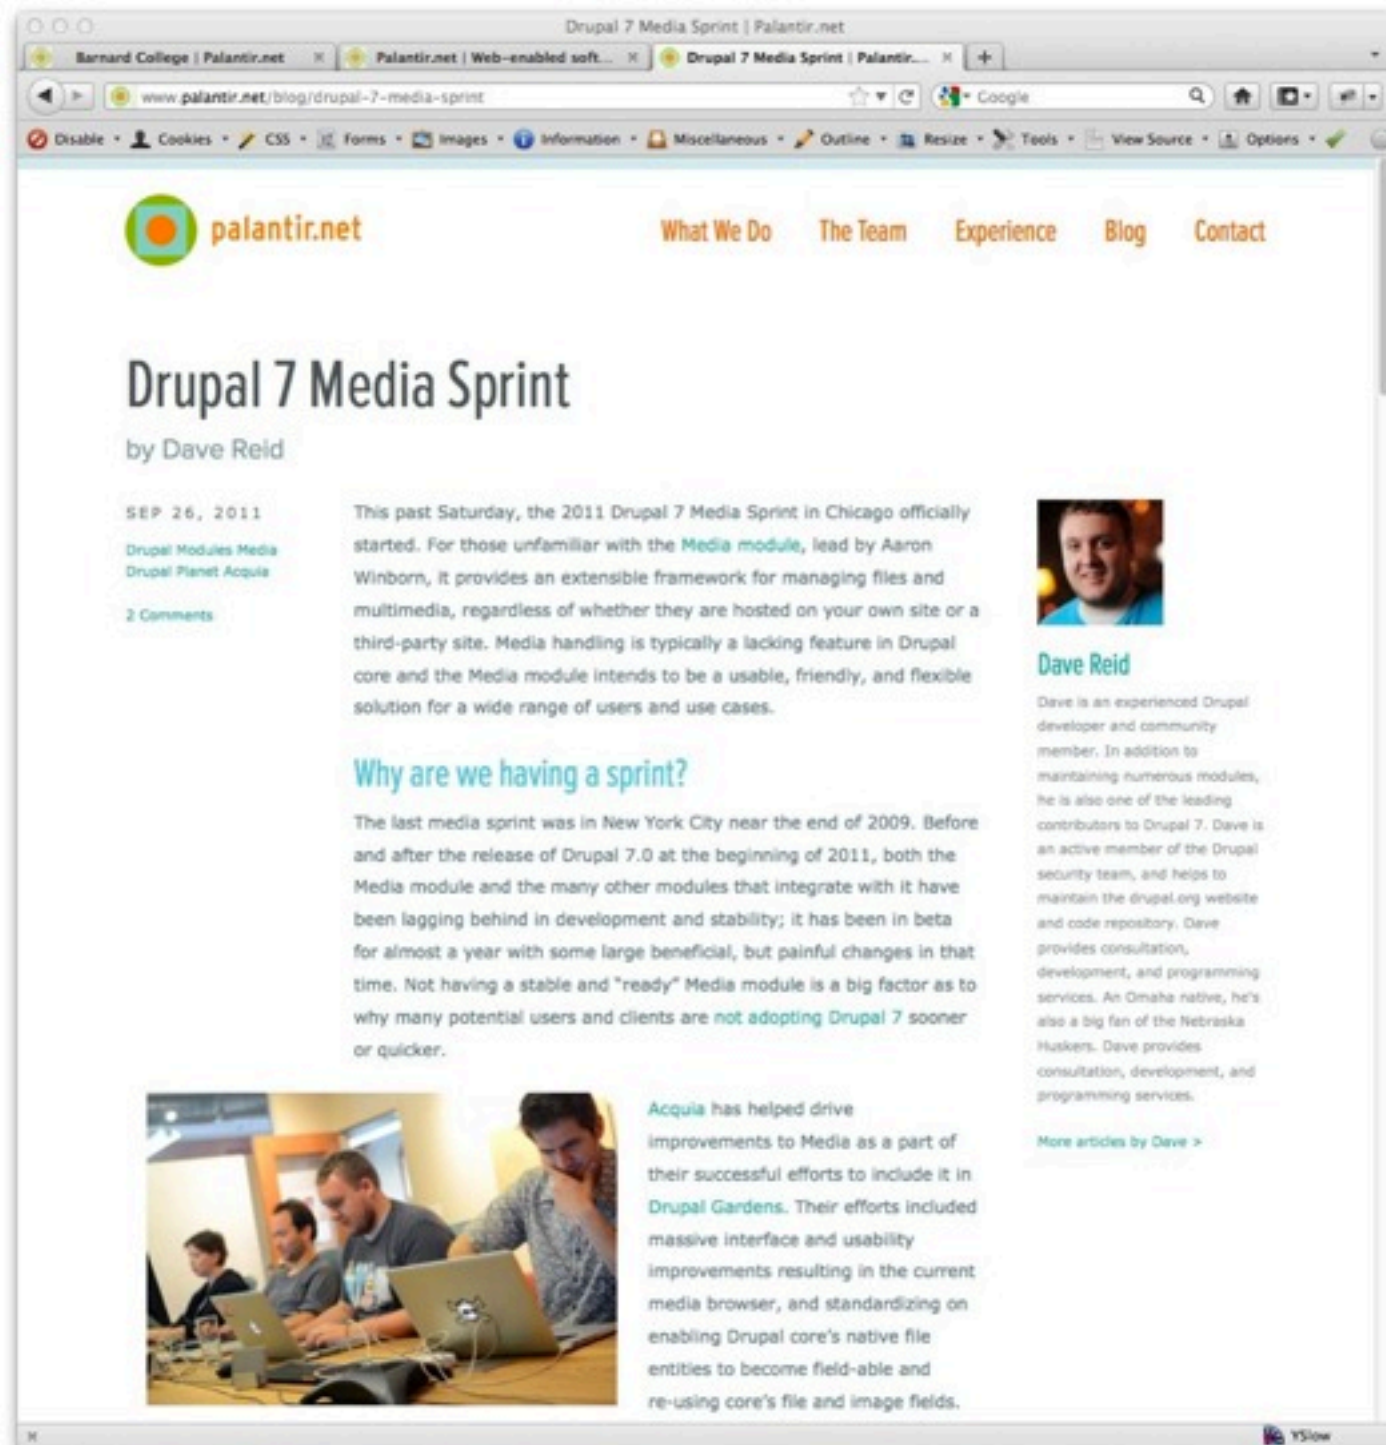 Drupal 7 Media Sprint | Palantir.net
Barnard College | Palantir.net
Palantir.net | Web-enabled soft...
Drupal 7 Media Sprint | Palantir....
www.palantir.net/blog/drupal-7-media-sprint
Google
Disable Cookies CSS Forms Images Information Miscellaneous Outline Resize Tools View Source Options
palantir.net
What We Do The Team Experience Blog Contact
Drupal 7 Media Sprint
by Dave Reid
SEP 26, 2011
Drupal Modules Media
Drupal Planet Acquia
2 Comments
This past Saturday, the 2011 Drupal 7 Media Sprint in Chicago officially
started. For those unfamiliar with the Media module, lead by Aaron
Winborn, it provides an extensible framework for managing files and
multimedia, regardless of whether they are hosted on your own site or a
third-party site. Media handling is typically a lacking feature in Drupal
core and the Media module intends to be a usable, friendly, and flexible
solution for a wide range of users and use cases.
Why are we having a sprint?
The last media sprint was in New York City near the end of 2009. Before
and after the release of Drupal 7.0 at the beginning of 2011, both the
Media module and the many other modules that integrate with it have
been lagging behind in development and stability; it has been in beta
for almost a year with some large beneficial, but painful changes in that
time. Not having a stable and "ready" Media module is a big factor as to
why many potential users and clients are not adopting Drupal 7 sooner
or quicker.
Acquia has helped drive
improvements to Media as a part of
their successful efforts to include it in
Drupal Gardens. Their efforts included
massive interface and usability
improvements resulting in the current
media browser, and standardizing on
enabling Drupal core's native file
entities to become field-able and
re-using core's file and image fields.
Dave Reid
Dave is an experienced Drupal
developer and community
member. In addition to
maintaining numerous modules,
he is also one of the leading
contributors to Drupal 7. Dave is
an active member of the Drupal
security team, and helps to
maintain the drupal.org website
and code repository. Dave
provides consultation,
development, and programming
services. An Omaha native, he's
also a big fan of the Nebraska
Huskers. Dave provides
consultation, development, and
programming services.
More articles by Dave >
YSlow